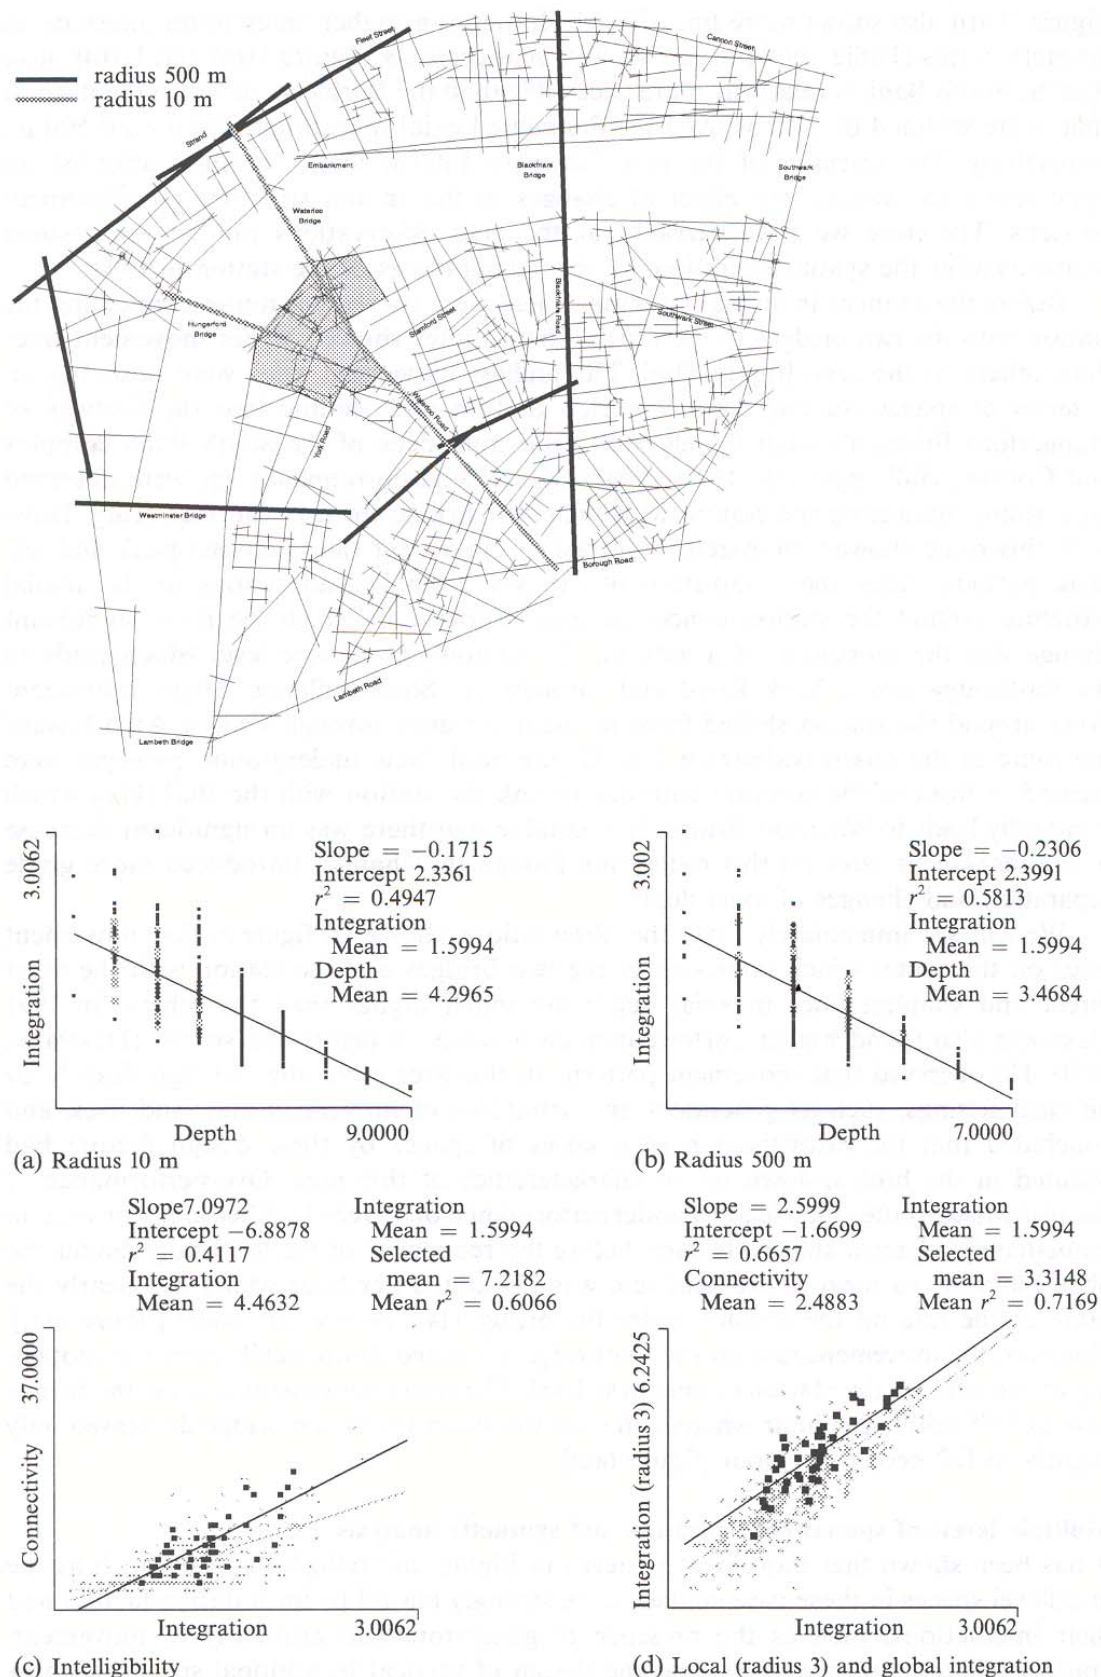 Fleet Street
Cannon Street
radius 500 m
radius 10 m
Strand
Embankment
Blackfriars
Bridge
Southwark
Bridge
Waterloo
Bridge
Hungerford
Bridge
Stamford Street
Blackfriars Road
Southwark Street
Waterloo Road
York Road
Westminster Bridge
Borough Road
Lambeth Road
Lambeth Bridge
3.0062
Integration
Slope = −0.1715
Intercept 2.3361
r² = 0.4947
Integration
Mean = 1.5994
Depth
Mean = 4.2965
Depth
9.0000
(a) Radius 10 m
3.0002
Integration
Slope = −0.2306
Intercept 2.3991
r² = 0.5813
Integration
Mean = 1.5994
Depth
Mean = 3.4684
Depth
7.0000
(b) Radius 500 m
Slope7.0972
Intercept −6.8878
r² = 0.4117
Integration
Mean = 4.4632
Integration
Mean = 1.5994
Selected
mean = 7.2182
Mean r² = 0.6066
37.0000
Connectivity
Integration
3.0062
(c) Intelligibility
Slope = 2.5999
Intercept −1.6699
r² = 0.6657
Connectivity
Mean = 2.4883
Integration
Mean = 1.5994
Selected
mean = 3.3148
Mean r² = 0.7169
Integration (radius 3) 6.2425
Integration
3.0062
(d) Local (radius 3) and global integration